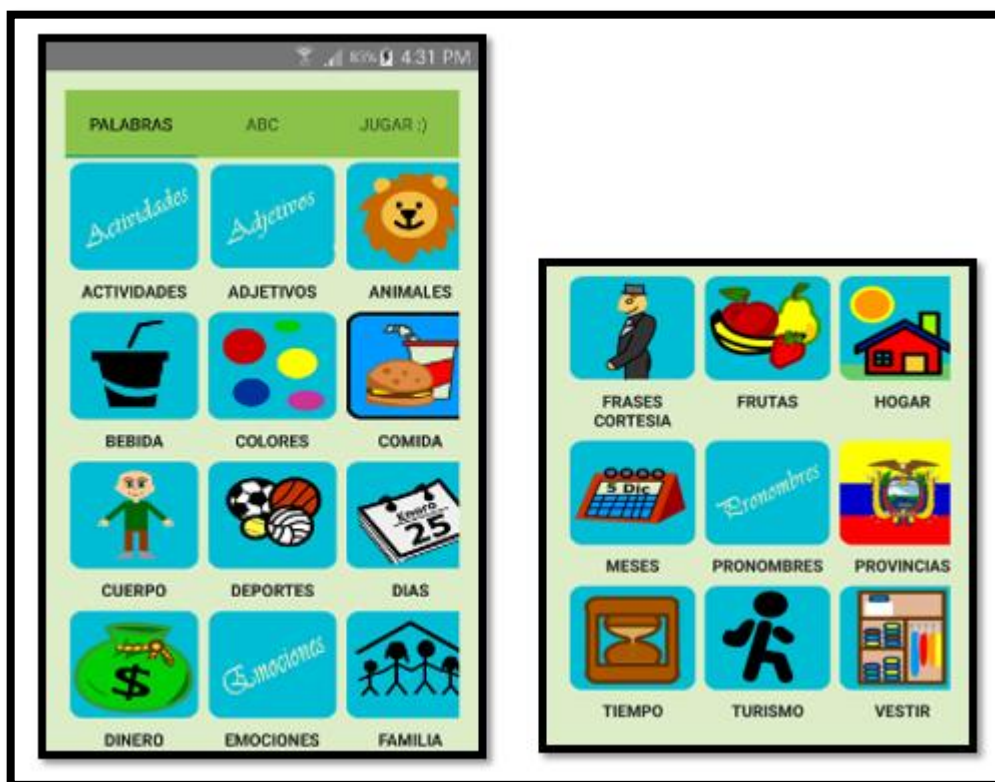 85% 4:31 PM
PALABRAS ABC JUGAR :)
Actividades Adjetivos
ACTIVIDADES ADJETIVOS ANIMALES
BEBIDA COLORES COMIDA
Enero
25
CUERPO DEPORTES DIAS
$ Emociones
DINERO EMOCIONES FAMILIA
FRASES CORTESIA FRUTAS HOGAR
5 Dic
Pronombres
MESES PRONOMBRES PROVINCIAS
TIEMPO TURISMO VESTIR